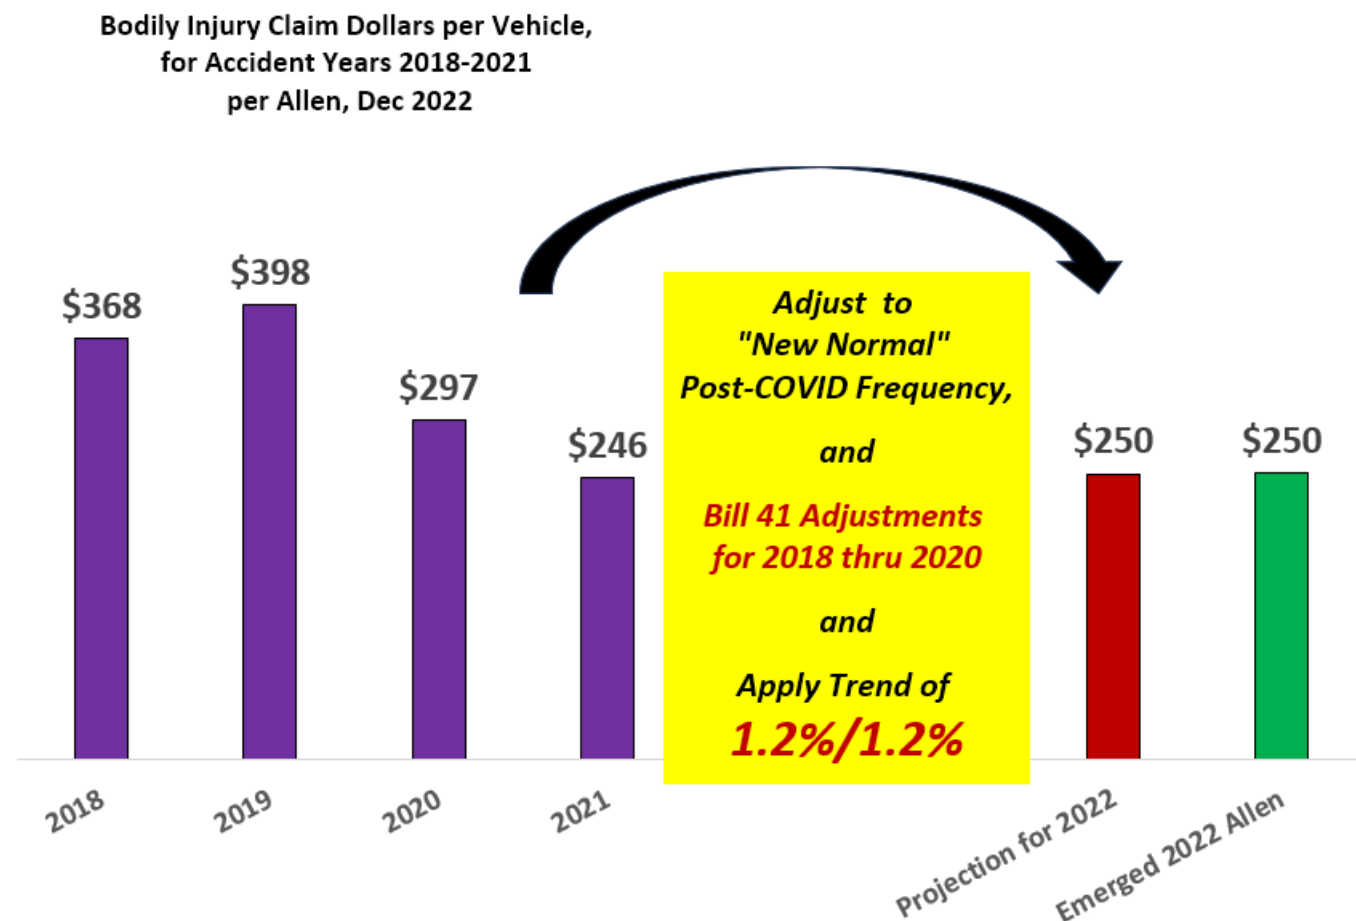 Bodily Injury Claim Dollars per Vehicle,
for Accident Years 2018-2021
per Allen, Dec 2022
$368
$398
$297
$246
Adjust to
"New Normal"
Post-COVID Frequency,
and
Bill 41 Adjustments
for 2018 thru 2020
and
Apply Trend of
1.2%/1.2%
$250
$250
2018
2019
2020
2021
Projection for 2022
Emerged 2022 Allen